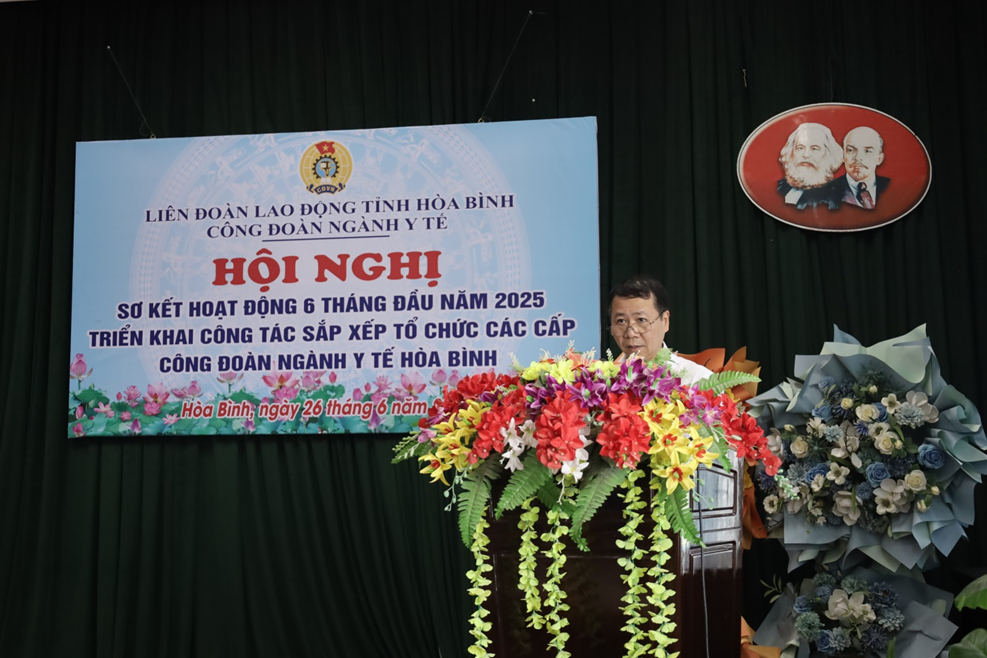 CĐVN
LIÊN ĐOÀN LAO ĐỘNG TỈNH HÒA BÌNH
CÔNG ĐOÀN NGÀNH Y TẾ
HỘI NGHỊ
SƠ KẾT HOẠT ĐỘNG 6 THÁNG ĐẦU NĂM 2025
TRIỂN KHAI CÔNG TÁC SẮP XẾP TỔ CHỨC CÁC CẤP
CÔNG ĐOÀN NGÀNH Y TẾ HÒA BÌNH
Hòa Bình, ngày 26 tháng 6 năm